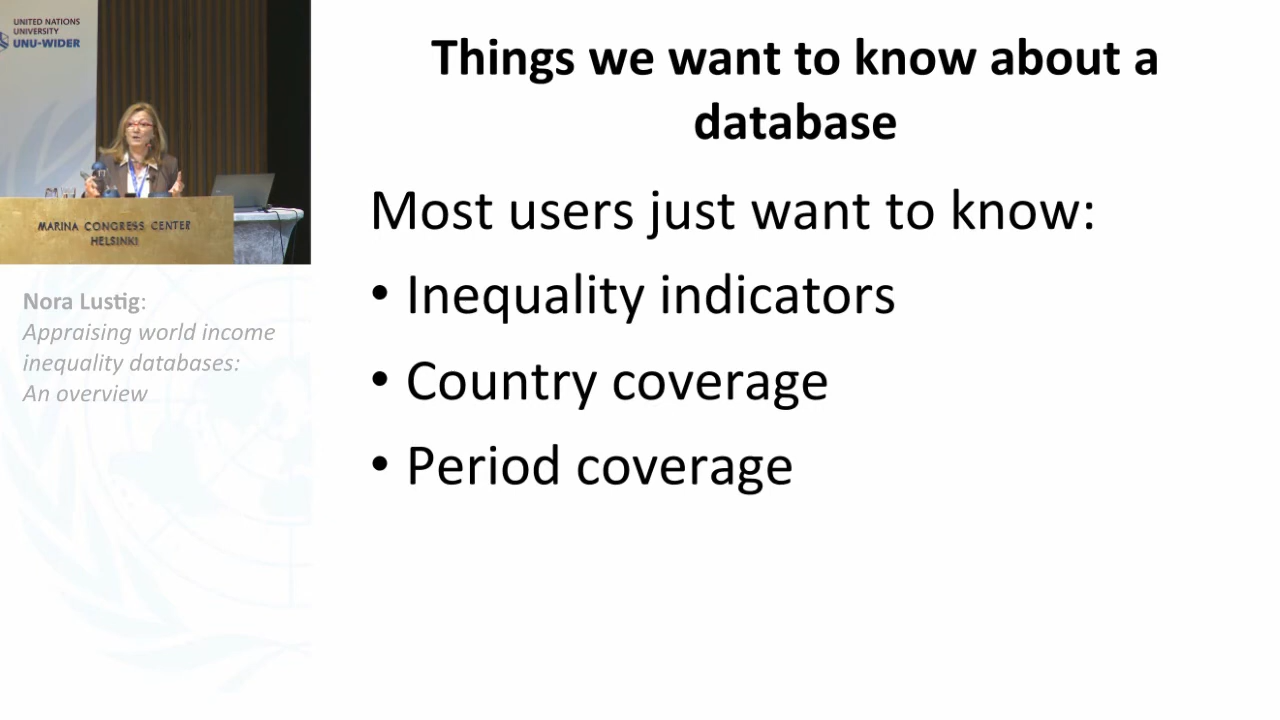 UNITED NATIONS
UNIVERSITY
UNU-WIDER
MARINA CONGRESS CENTER
HELSINKI
Nora Lustig:
Appraising world income
inequality databases:
An overview
Things we want to know about a
database
Most users just want to know:
• Inequality indicators
• Country coverage
• Period coverage